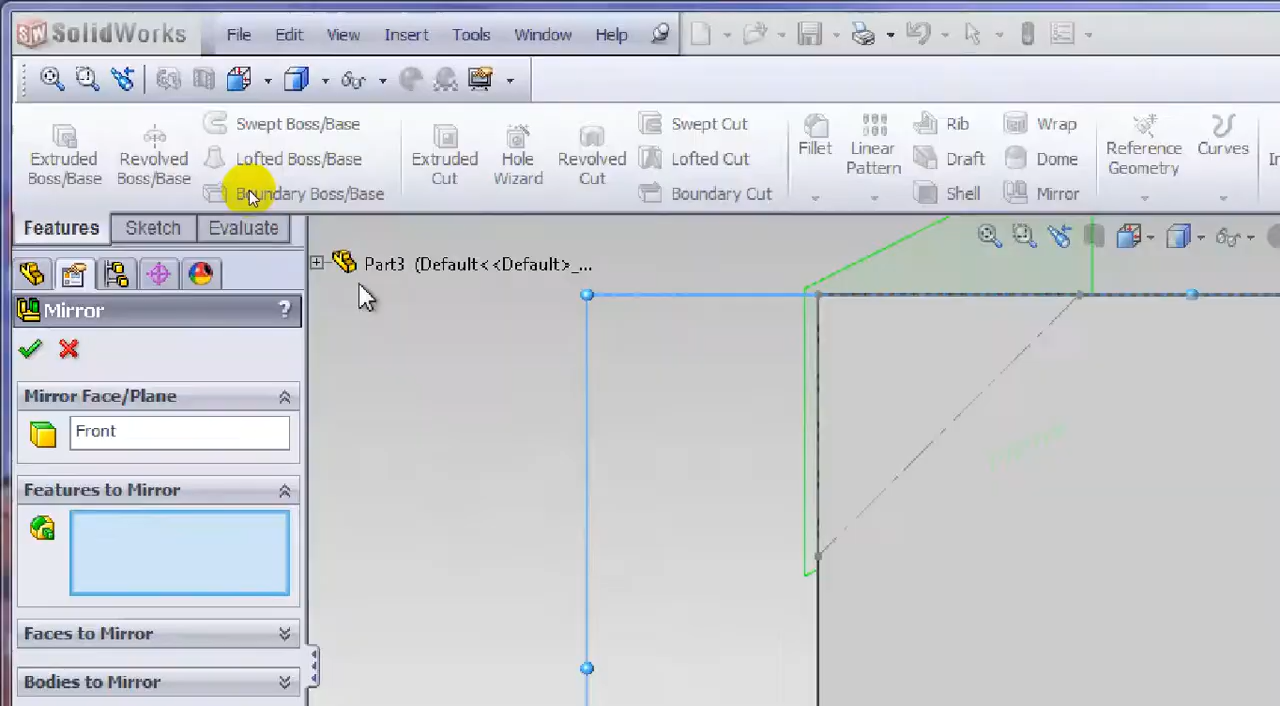 SolidWorks File Edit View Insert Tools Window Help
Extruded Boss/Base
Revolved Boss/Base
Swept Boss/Base
Lofted Boss/Base
Boundary Boss/Base
Extruded Cut
Hole Wizard
Revolved Cut
Swept Cut
Lofted Cut
Boundary Cut
Fillet
Linear Pattern
Rib
Draft
Shell
Wrap
Dome
Mirror
Reference Geometry
Curves
Features Sketch Evaluate
Part3 (Default<<Default>_...
Mirror ?
Mirror Face/Plane
Front
Features to Mirror
Faces to Mirror
Bodies to Mirror